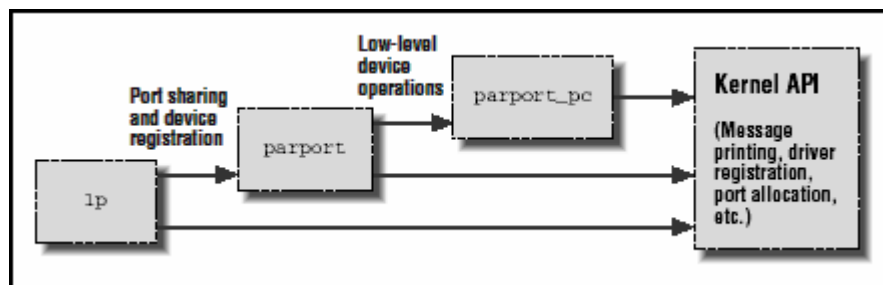 Low-level
device
operations
Port sharing
and device
registration
lp
parport
parport_pc
Kernel API
(Message
printing, driver
registration,
port allocation,
etc.)